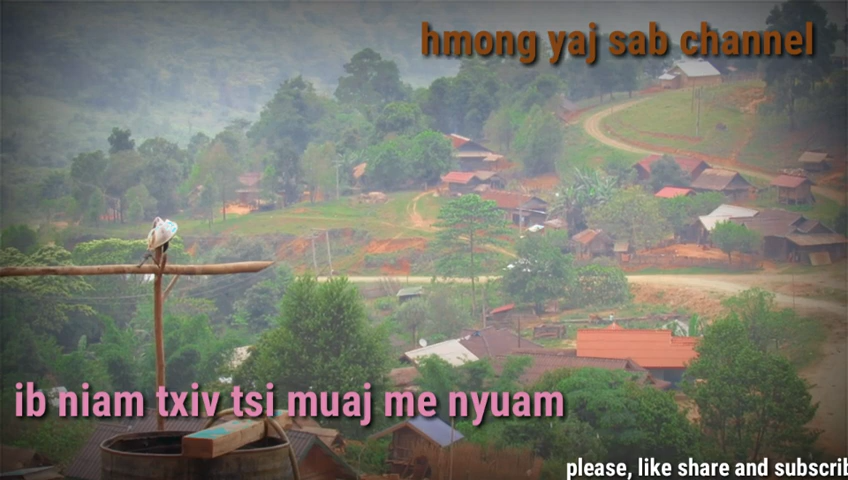 hmong yaj sab channel
ib niam txiv tsi muaj me nyuam
please, like share and subscrib